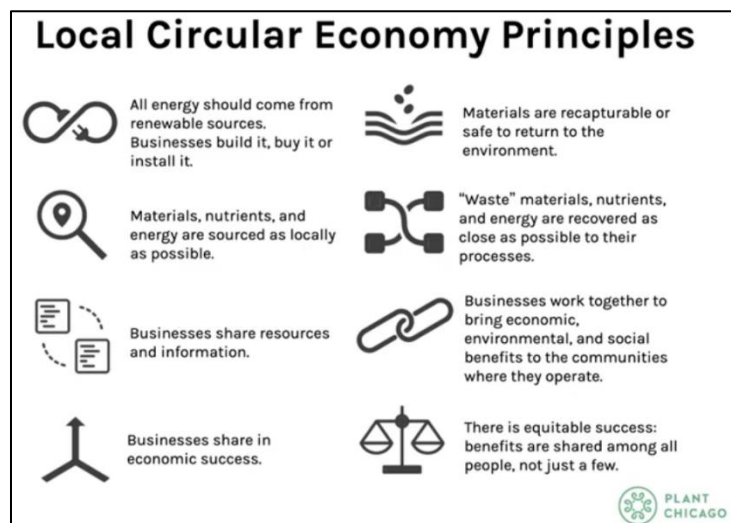 Local Circular Economy Principles
All energy should come from
renewable sources.
Businesses build it, buy it or
install it.
Materials are recapturable or
safe to return to the
environment.
Materials, nutrients, and
energy are sourced as locally
as possible.
“Waste” materials, nutrients,
and energy are recovered as
close as possible to their
processes.
Businesses share resources
and information.
Businesses work together to
bring economic,
environmental, and social
benefits to the communities
where they operate.
Businesses share in
economic success.
There is equitable success:
benefits are shared among all
people, not just a few.
PLANT
CHICAGO